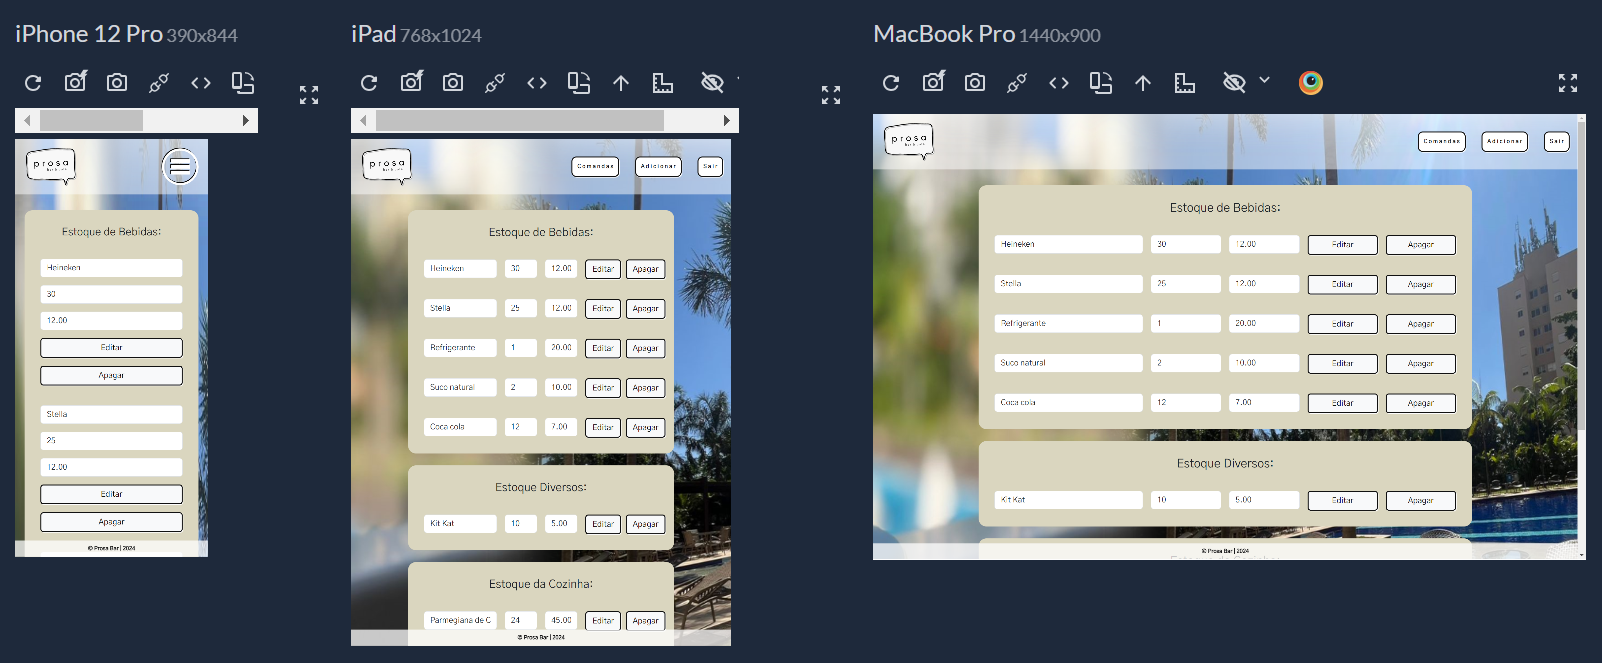 iPhone 12 Pro 390x844
prosa
Estoque de Bebidas:
Heineken
30
12.00
Editar
Apagar
Stella
25
12.00
Editar
Apagar
© Prosa Bar | 2024
iPad 768x1024
prosa
Comandas Adicionar Sair
Estoque de Bebidas:
Heineken 30 12.00 Editar Apagar
Stella 25 12.00 Editar Apagar
Refrigerante 1 20.00 Editar Apagar
Suco natural 2 10.00 Editar Apagar
Coca cola 12 7.00 Editar Apagar
Estoque Diversos:
Kit Kat 10 5.00 Editar Apagar
Estoque da Cozinha:
Parmegiana de C 24 45.00 Editar Apagar
© Prosa Bar | 2024
MacBook Pro 1440x900
prosa
Comandas Adicionar Sair
Estoque de Bebidas:
Heineken 30 12.00 Editar Apagar
Stella 25 12.00 Editar Apagar
Refrigerante 1 20.00 Editar Apagar
Suco natural 2 10.00 Editar Apagar
Coca cola 12 7.00 Editar Apagar
Estoque Diversos:
Kit Kat 10 5.00 Editar Apagar
© Prosa Bar | 2024